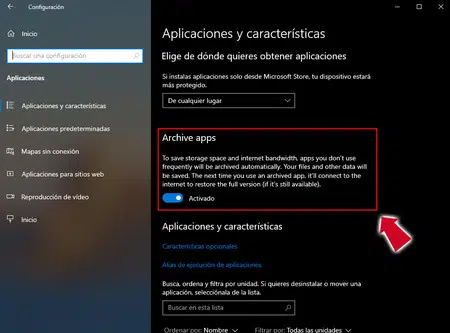 Configuración
Inicio
Buscar una configuración
Aplicaciones
Aplicaciones y características
Aplicaciones predeterminadas
Mapas sin conexión
Aplicaciones para sitios web
Reproducción de vídeo
Inicio
Aplicaciones y características
Elige de dónde quieres obtener aplicaciones
Si instalas aplicaciones solo desde Microsoft Store, tu dispositivo estará
más protegido.
De cualquier lugar
Archive apps
To save storage space and internet bandwidth, apps you don't use
frequently will be archived automatically. Your files and other data
will be saved. The next time you use an archived app, it'll connect to the
internet to restore the full version (if it's still available).
Activado
Aplicaciones y características
Características opcionales
Alias de ejecución de aplicaciones
Busca, ordena y filtra por unidad. Si quieres desinstalar o mover una
aplicación, selecciónala de la lista.
Buscar en esta lista
Ordenar por: Nombre
Filtrar por: Todas las unidades